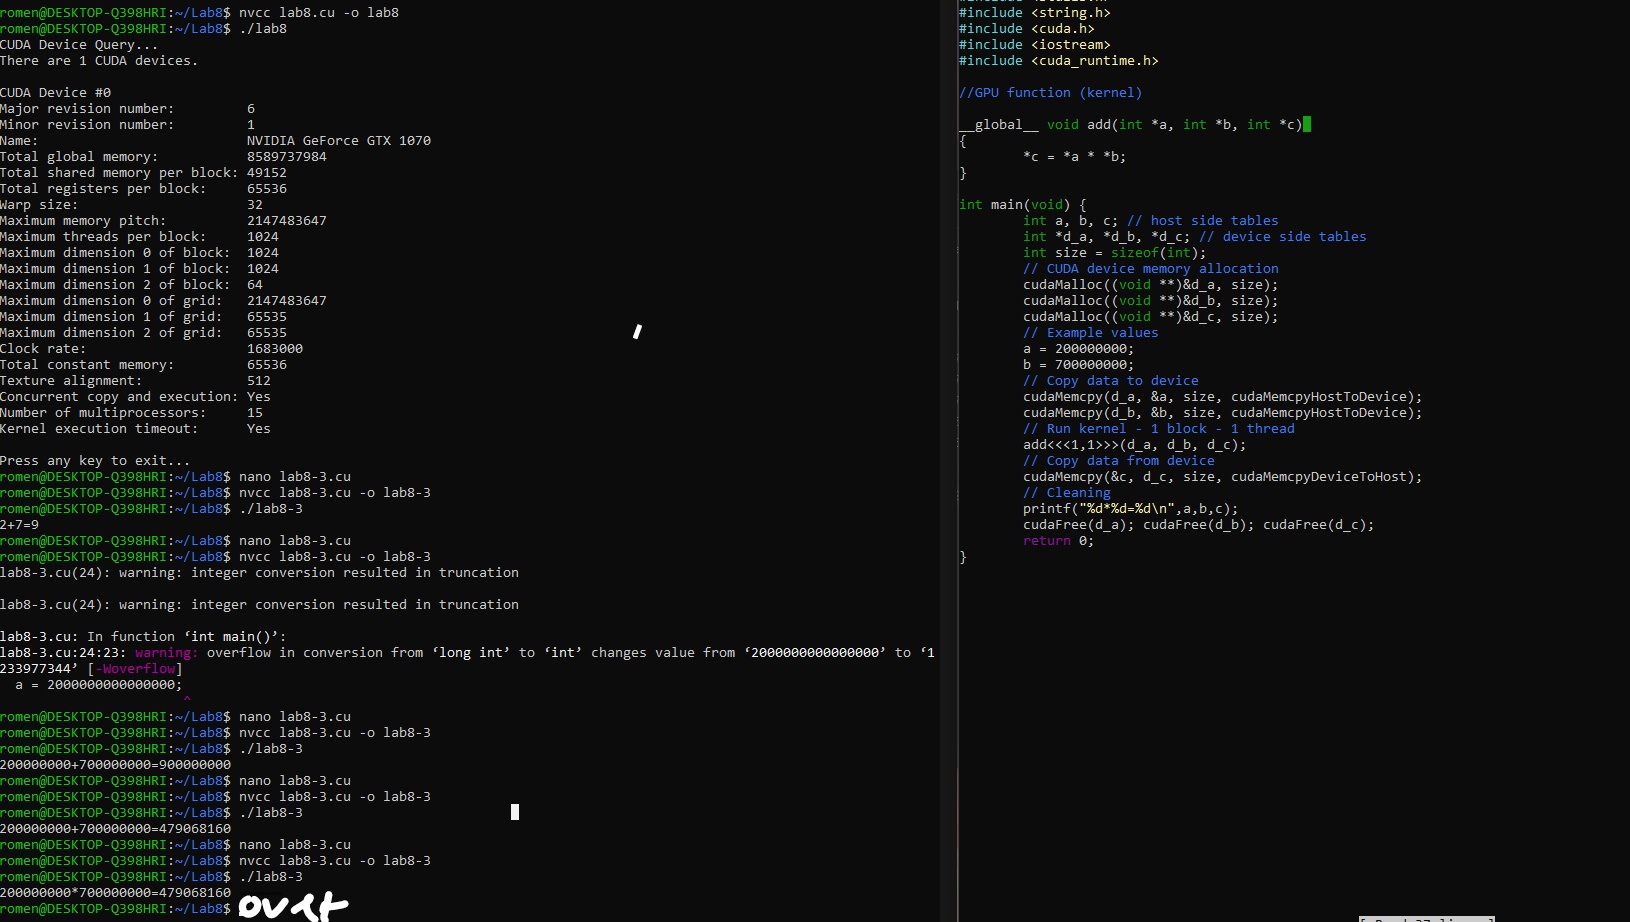 romen@DESKTOP-Q398HRI:~/Lab8$ nvcc lab8.cu -o lab8
romen@DESKTOP-Q398HRI:~/Lab8$ ./lab8
CUDA Device Query...
There are 1 CUDA devices.
CUDA Device #0
Major revision number: 6
Minor revision number: 1
Name: NVIDIA GeForce GTX 1070
Total global memory: 8589737984
Total shared memory per block: 49152
Total registers per block: 65536
Warp size: 32
Maximum memory pitch: 2147483647
Maximum threads per block: 1024
Maximum dimension 0 of block: 1024
Maximum dimension 1 of block: 1024
Maximum dimension 2 of block: 64
Maximum dimension 0 of grid: 2147483647
Maximum dimension 1 of grid: 65535
Maximum dimension 2 of grid: 65535
Clock rate: 1683000
Total constant memory: 65536
Texture alignment: 512
Concurrent copy and execution: Yes
Number of multiprocessors: 15
Kernel execution timeout: Yes
Press any key to exit...
romen@DESKTOP-Q398HRI:~/Lab8$ nano lab8-3.cu
romen@DESKTOP-Q398HRI:~/Lab8$ nvcc lab8-3.cu -o lab8-3
romen@DESKTOP-Q398HRI:~/Lab8$ ./lab8-3
2+7=9
romen@DESKTOP-Q398HRI:~/Lab8$ nano lab8-3.cu
romen@DESKTOP-Q398HRI:~/Lab8$ nvcc lab8-3.cu -o lab8-3
lab8-3.cu(24): warning: integer conversion resulted in truncation
lab8-3.cu(24): warning: integer conversion resulted in truncation
lab8-3.cu: In function ‘int main()’:
lab8-3.cu:24:23: warning: overflow in conversion from ‘long int’ to ‘int’ changes value from ‘2000000000000000’ to ‘1
233977344’ [-Woverflow]
a = 2000000000000000;
^
romen@DESKTOP-Q398HRI:~/Lab8$ nano lab8-3.cu
romen@DESKTOP-Q398HRI:~/Lab8$ nvcc lab8-3.cu -o lab8-3
romen@DESKTOP-Q398HRI:~/Lab8$ ./lab8-3
200000000+700000000=900000000
romen@DESKTOP-Q398HRI:~/Lab8$ nano lab8-3.cu
romen@DESKTOP-Q398HRI:~/Lab8$ nvcc lab8-3.cu -o lab8-3
romen@DESKTOP-Q398HRI:~/Lab8$ ./lab8-3
200000000+700000000=479068160
romen@DESKTOP-Q398HRI:~/Lab8$ nano lab8-3.cu
romen@DESKTOP-Q398HRI:~/Lab8$ nvcc lab8-3.cu -o lab8-3
romen@DESKTOP-Q398HRI:~/Lab8$ ./lab8-3
200000000*700000000=479068160
romen@DESKTOP-Q398HRI:~/Lab8$
#include <string.h>
#include <cuda.h>
#include <iostream>
#include <cuda_runtime.h>
//GPU function (kernel)
__global__ void add(int *a, int *b, int *c)
{
*c = *a * *b;
}
int main(void) {
int a, b, c; // host side tables
int *d_a, *d_b, *d_c; // device side tables
int size = sizeof(int);
// CUDA device memory allocation
cudaMalloc((void **)&d_a, size);
cudaMalloc((void **)&d_b, size);
cudaMalloc((void **)&d_c, size);
// Example values
a = 200000000;
b = 700000000;
// Copy data to device
cudaMemcpy(d_a, &a, size, cudaMemcpyHostToDevice);
cudaMemcpy(d_b, &b, size, cudaMemcpyHostToDevice);
// Run kernel - 1 block - 1 thread
add<<<1,1>>>(d_a, d_b, d_c);
// Copy data from device
cudaMemcpy(&c, d_c, size, cudaMemcpyDeviceToHost);
// Cleaning
printf("%d*%d=%d\n",a,b,c);
cudaFree(d_a); cudaFree(d_b); cudaFree(d_c);
return 0;
}